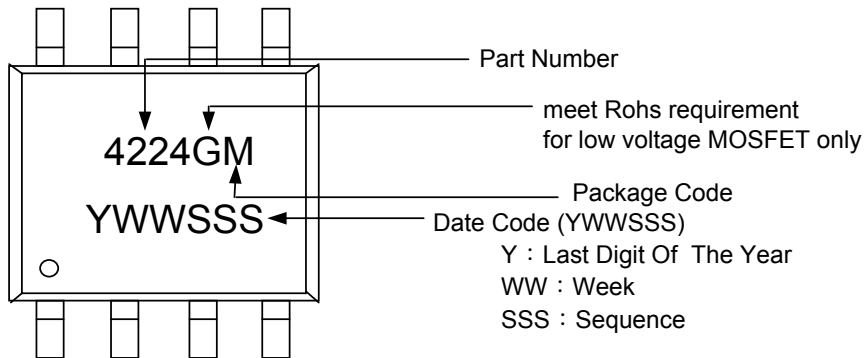 Part Number
meet Rohs requirement
for low voltage MOSFET only
4224GM
Package Code
YWWSSS
Date Code (YWWSSS)
Y：Last Digit Of The Year
WW：Week
SSS：Sequence